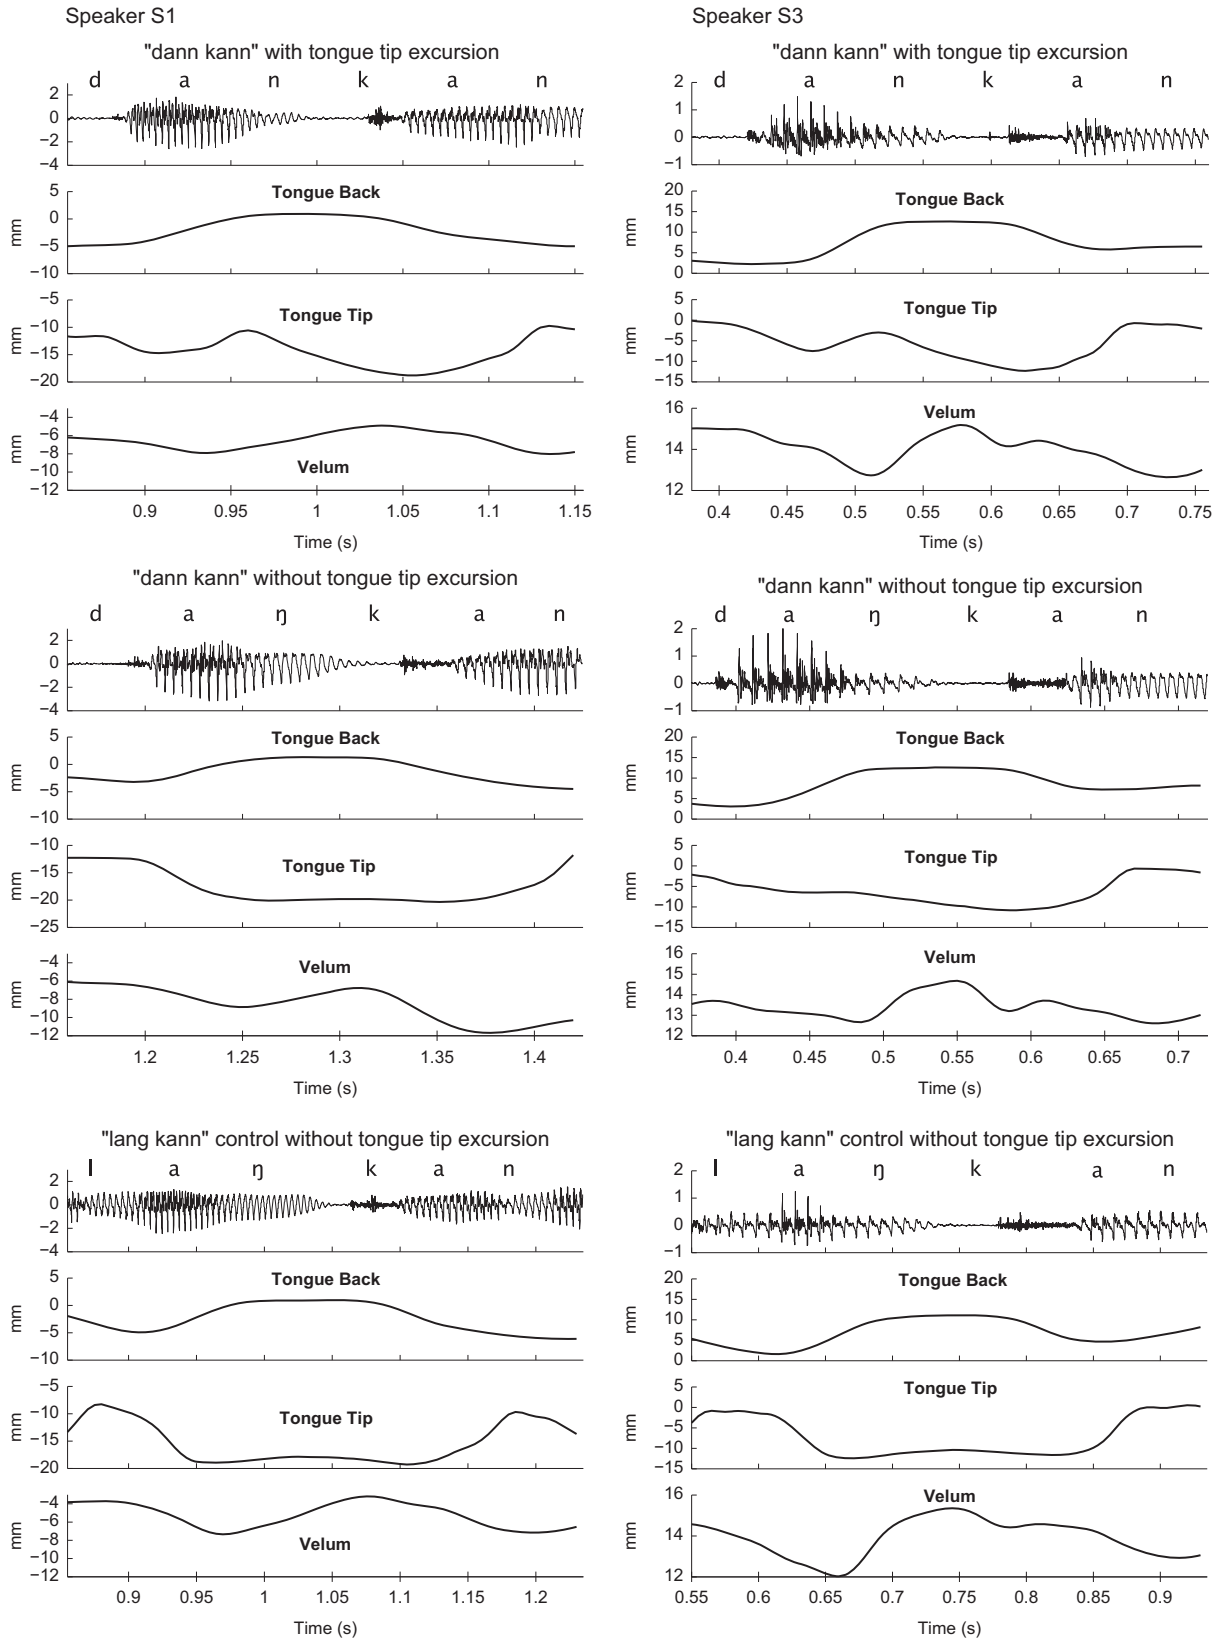 Speaker S1
"dann kann" with tongue tip excursion
d a n k a n
2
0
−2
−4
Tongue Back
mm
5
0
−5
−10
Tongue Tip
mm
−5
−10
−15
−20
Velum
mm
−4
−6
−8
−10
−12
0.9 0.95 1 1.05 1.1 1.15
Time (s)
"dann kann" without tongue tip excursion
d a ŋ k a n
2
0
−2
−4
Tongue Back
mm
5
0
−5
−10
Tongue Tip
mm
−10
−15
−20
−25
Velum
mm
−4
−6
−8
−10
−12
1.2 1.25 1.3 1.35 1.4
Time (s)
"lang kann" control without tongue tip excursion
l a ŋ k a n
2
0
−2
−4
Tongue Back
mm
5
0
−5
−10
Tongue Tip
mm
−5
−10
−15
−20
Velum
mm
−4
−6
−8
−10
−12
0.9 0.95 1 1.05 1.1 1.15 1.2
Time (s)
Speaker S3
"dann kann" with tongue tip excursion
d a n k a n
2
1
0
−1
Tongue Back
mm
20
15
10
5
0
Tongue Tip
mm
5
0
−5
−10
−15
Velum
mm
16
14
12
0.4 0.45 0.5 0.55 0.6 0.65 0.7 0.75
Time (s)
"dann kann" without tongue tip excursion
d a ŋ k a n
2
1
0
−1
Tongue Back
mm
20
15
10
5
0
Tongue Tip
mm
5
0
−5
−10
−15
Velum
mm
16
15
14
13
12
0.4 0.45 0.5 0.55 0.6 0.65 0.7
Time (s)
"lang kann" control without tongue tip excursion
l a ŋ k a n
2
1
0
−1
Tongue Back
mm
20
15
10
5
0
Tongue Tip
mm
5
0
−5
−10
−15
Velum
mm
16
14
12
0.55 0.6 0.65 0.7 0.75 0.8 0.85 0.9
Time (s)